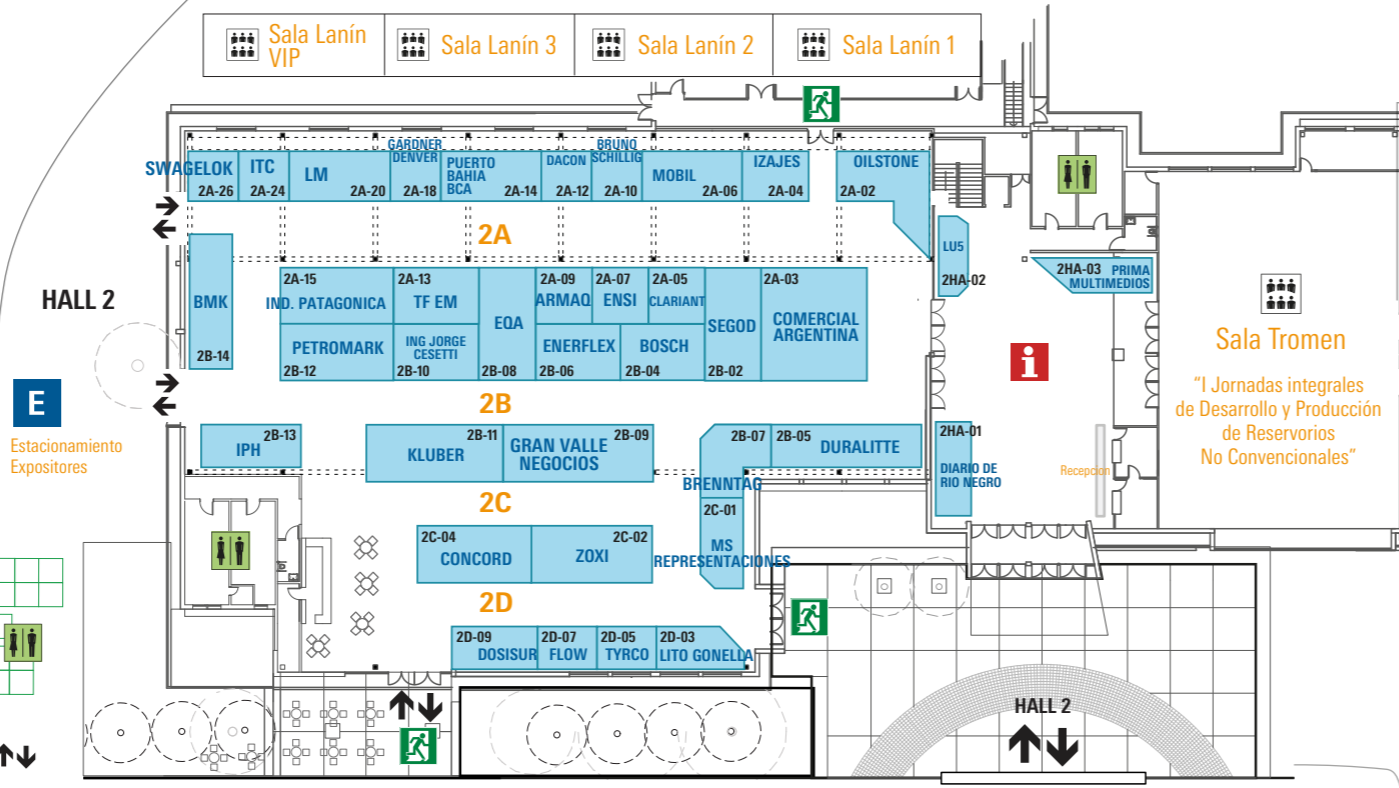 Sala Lanín
VIP
Sala Lanín 3
Sala Lanín 2
Sala Lanín 1
SWAGELOK
2A-26
ITC
2A-24
LM
2A-20
GARDNER
DENVER
2A-18
PUERTO
BAHIA
BCA
2A-14
DACON
2A-12
BRUNO
SCHILLIG
2A-10
MOBIL
2A-06
IZAJES
2A-04
OILSTONE
2A-02
2A
HALL 2
BMK
2B-14
2A-15
IND. PATAGONICA
2A-13
TF EM
EQA
2B-08
2A-09
ARMAQ
2A-07
ENSI
2A-05
CLARIANT
SEGOD
2B-02
2A-03
COMERCIAL
ARGENTINA
PETROMARK
2B-12
ING JORGE
CESETTI
2B-10
ENERFLEX
2B-06
BOSCH
2B-04
LU5
2HA-02
2HA-03 PRIMA
MULTIMEDIOS
Sala Tromen
"I Jornadas integrales
de Desarrollo y Producción
de Reservorios
No Convencionales"
i
E
Estacionamiento
Expositores
2B
2B-13
IPH
2B-11
KLUBER
2B-09
GRAN VALLE
NEGOCIOS
2B-07
BRENNTAG
2B-05
DURALITTE
2HA-01
DIARIO DE
RIO NEGRO
Recepción
2C
2C-04
CONCORD
2C-02
ZOXI
2C-01
MS
REPRESENTACIONES
2D
2D-09
DOSISUR
2D-07
FLOW
2D-05
TYRCO
2D-03
LITO GONELLA
HALL 2